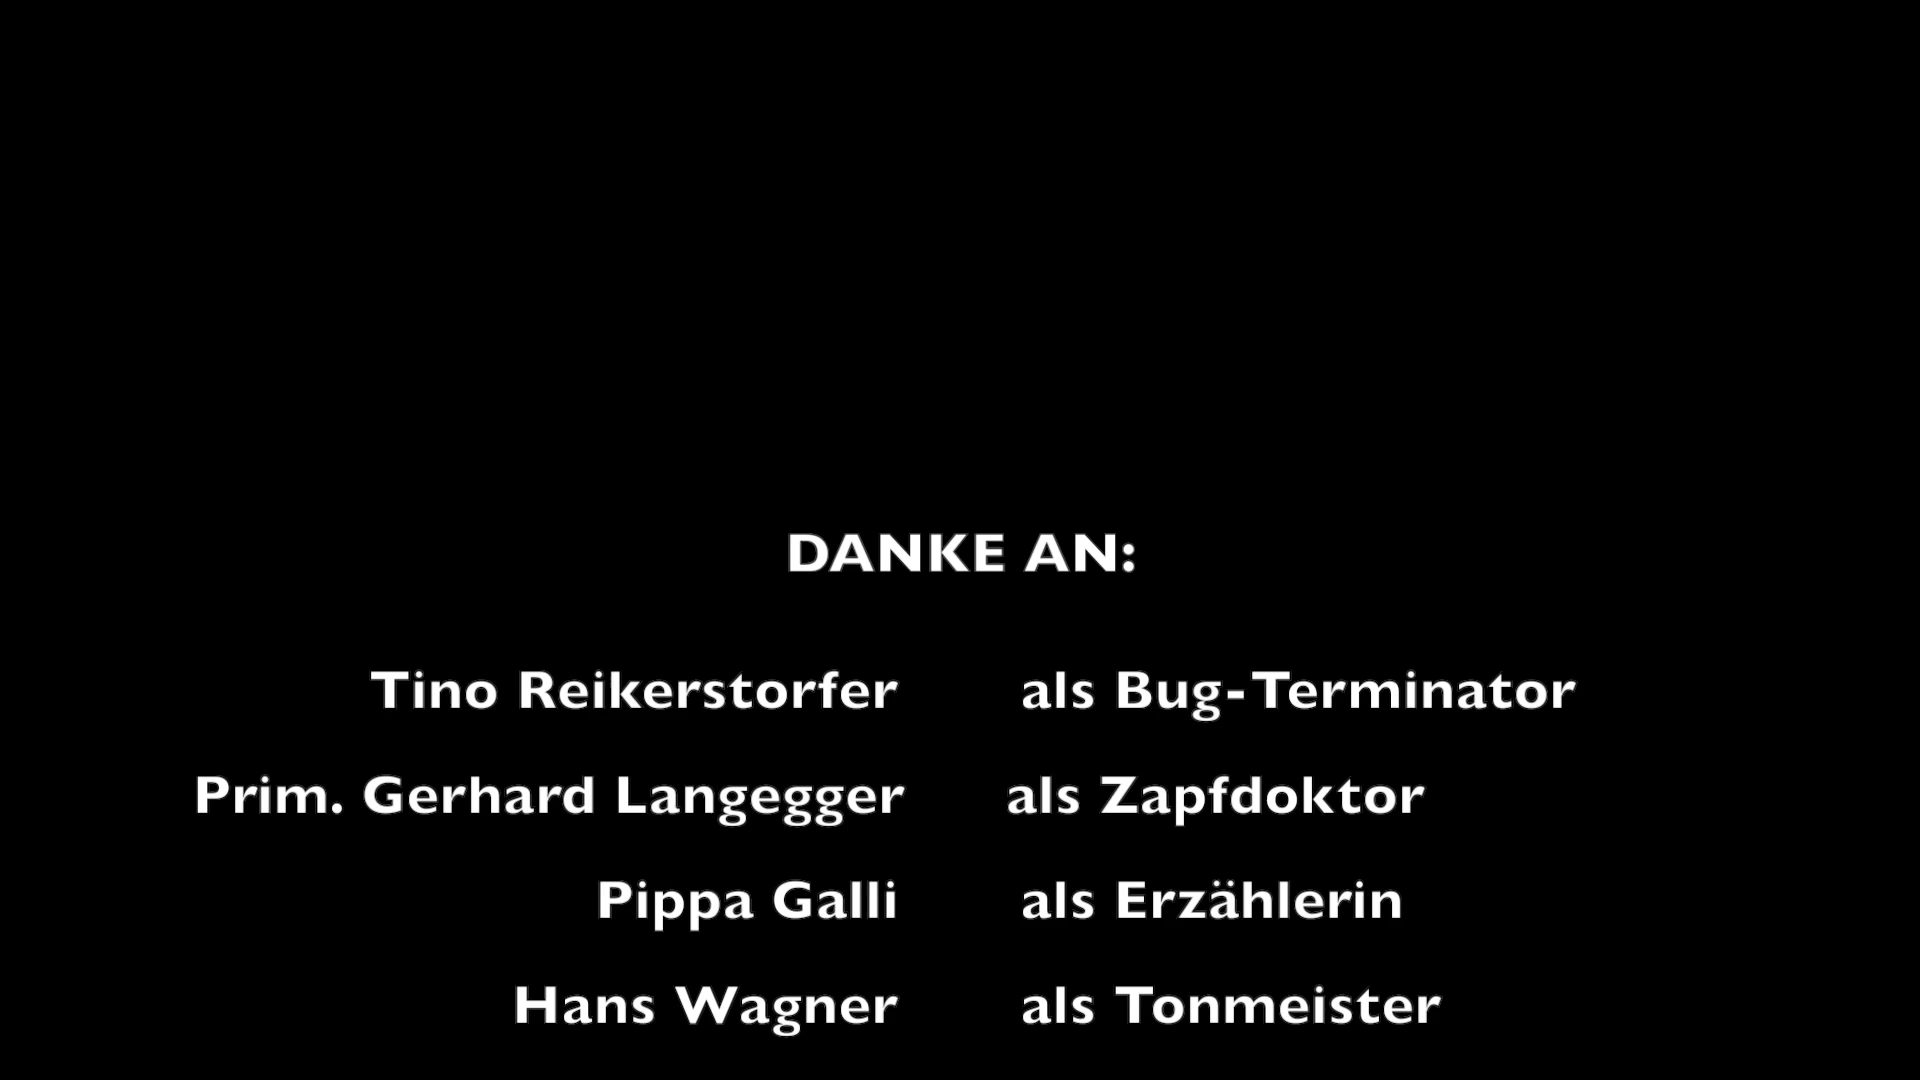 DANKE AN:
Tino Reikerstorfer als Bug-Terminator
Prim. Gerhard Langegger als Zapfdoktor
Pippa Galli als Erzählerin
Hans Wagner als Tonmeister